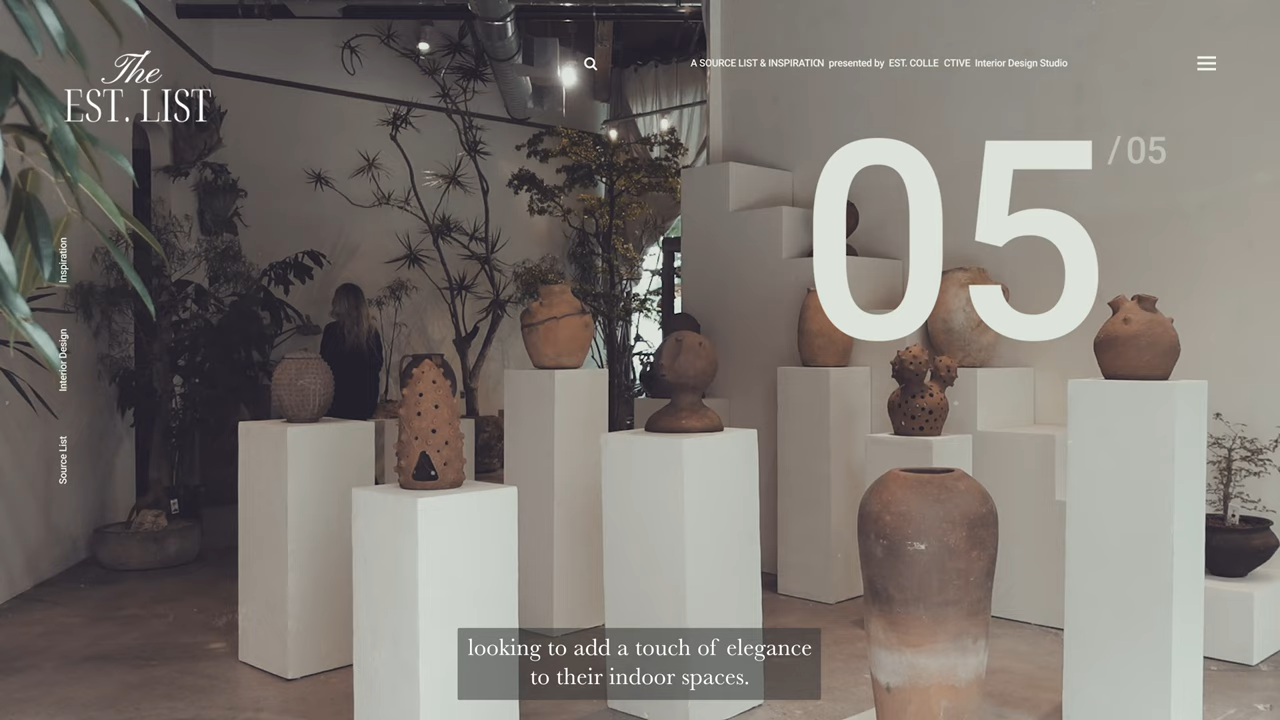 The
EST. LIST
A SOURCE LIST & INSPIRATION presented by EST. COLLE CTIVE Interior Design Studio
05
/ 05
Inspiration
Interior Design
Source List
looking to add a touch of elegance
to their indoor spaces.